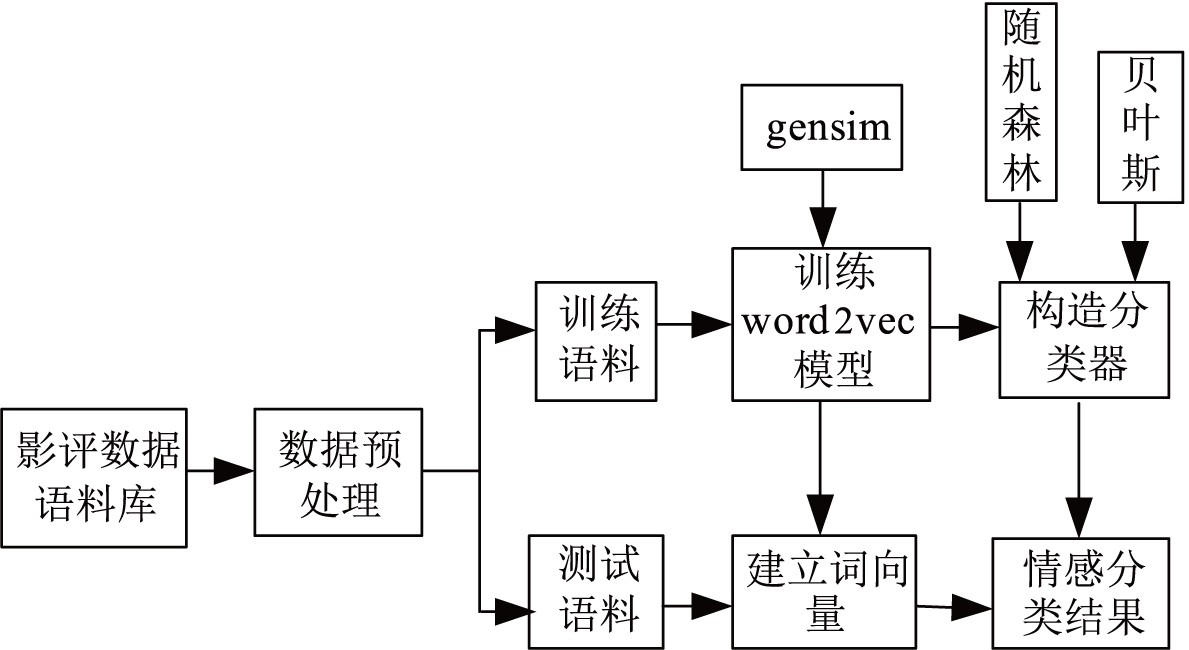 随
机
森
林
贝
叶
斯
gensim
训练
word2vec
模型
构造分
类器
训练
语料
影评数据
语料库
数据预
处理
测试
语料
建立词向
量
情感分
类结果